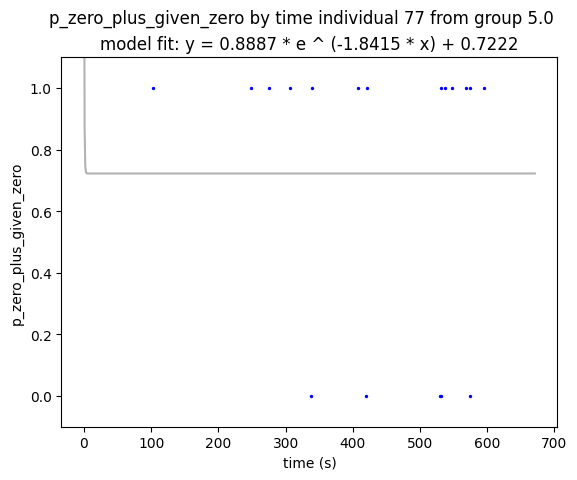 p_zero_plus_given_zero by time individual 77 from group 5.0
model fit: y = 0.8887 * e ^ (-1.8415 * x) + 0.7222
1.0
0.8
0.6
0.4
0.2
0.0
p_zero_plus_given_zero
0 100 200 300 400 500 600 700
time (s)